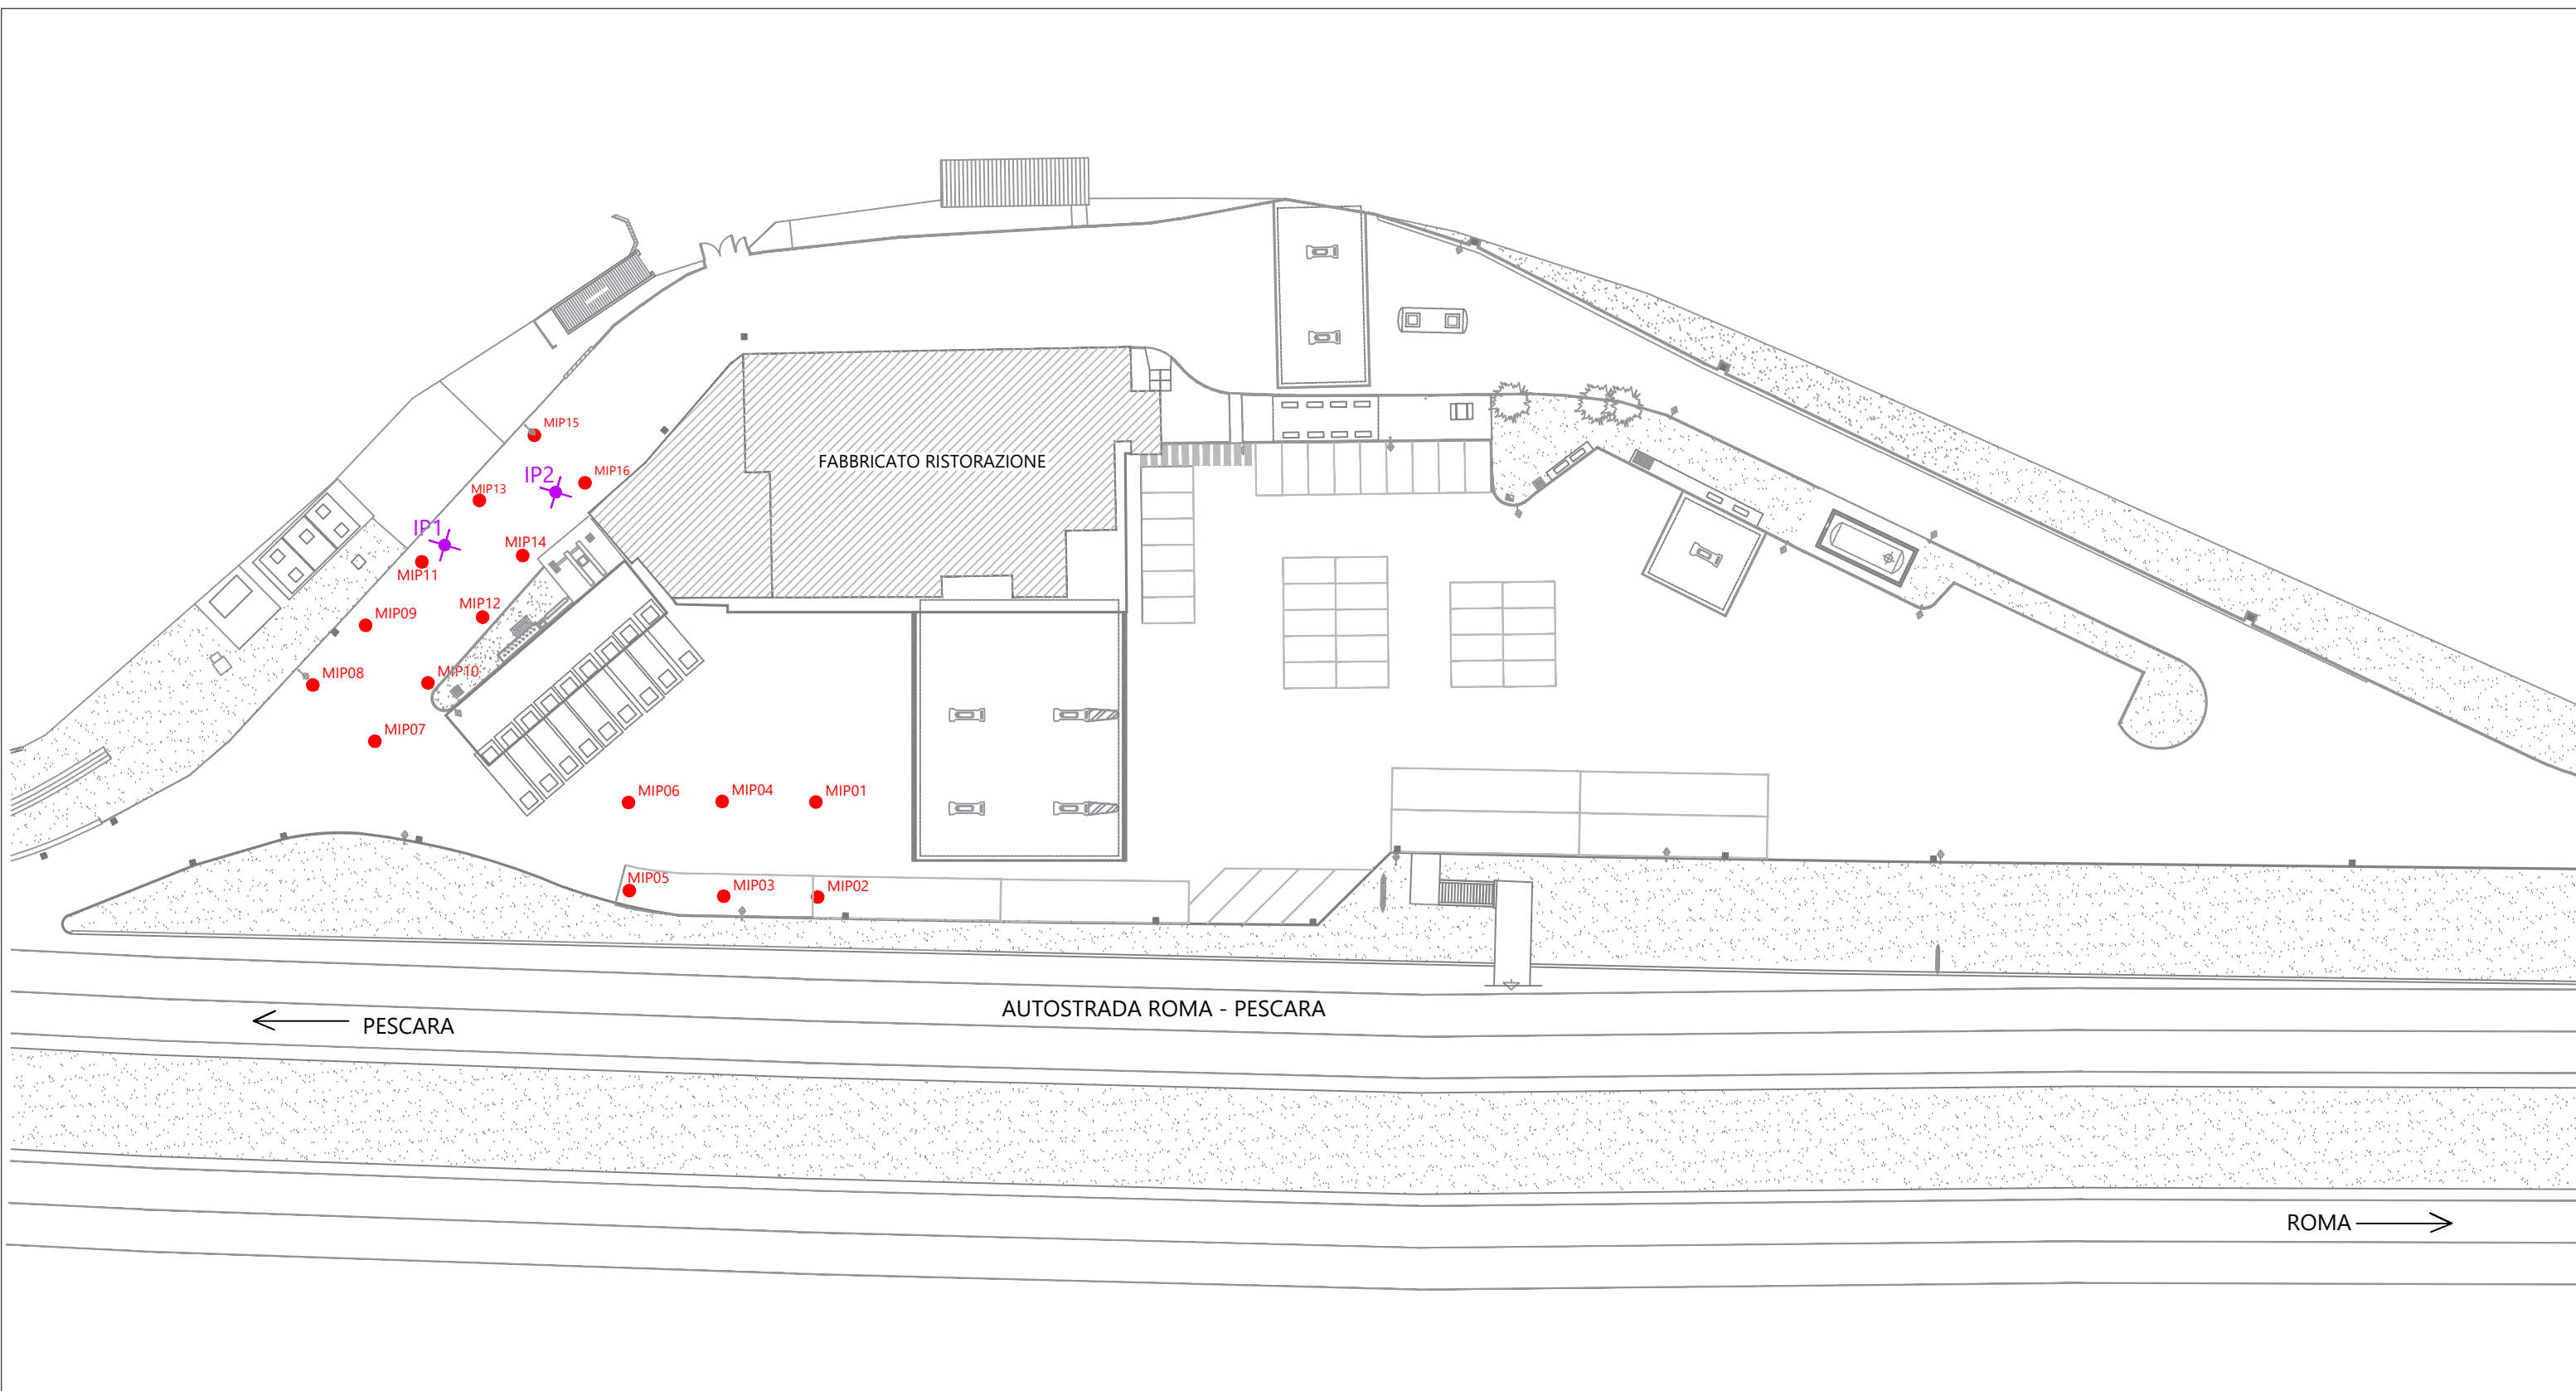 MIP15
FABBRICATO RISTORAZIONE
MIP16
IP2
MIP13
IP1
MIP14
MIP11
MIP12
MIP09
MIP10
MIP08
MIP07
MIP06
MIP04
MIP01
MIP05
MIP03
MIP02
AUTOSTRADA ROMA - PESCARA
PESCARA
ROMA